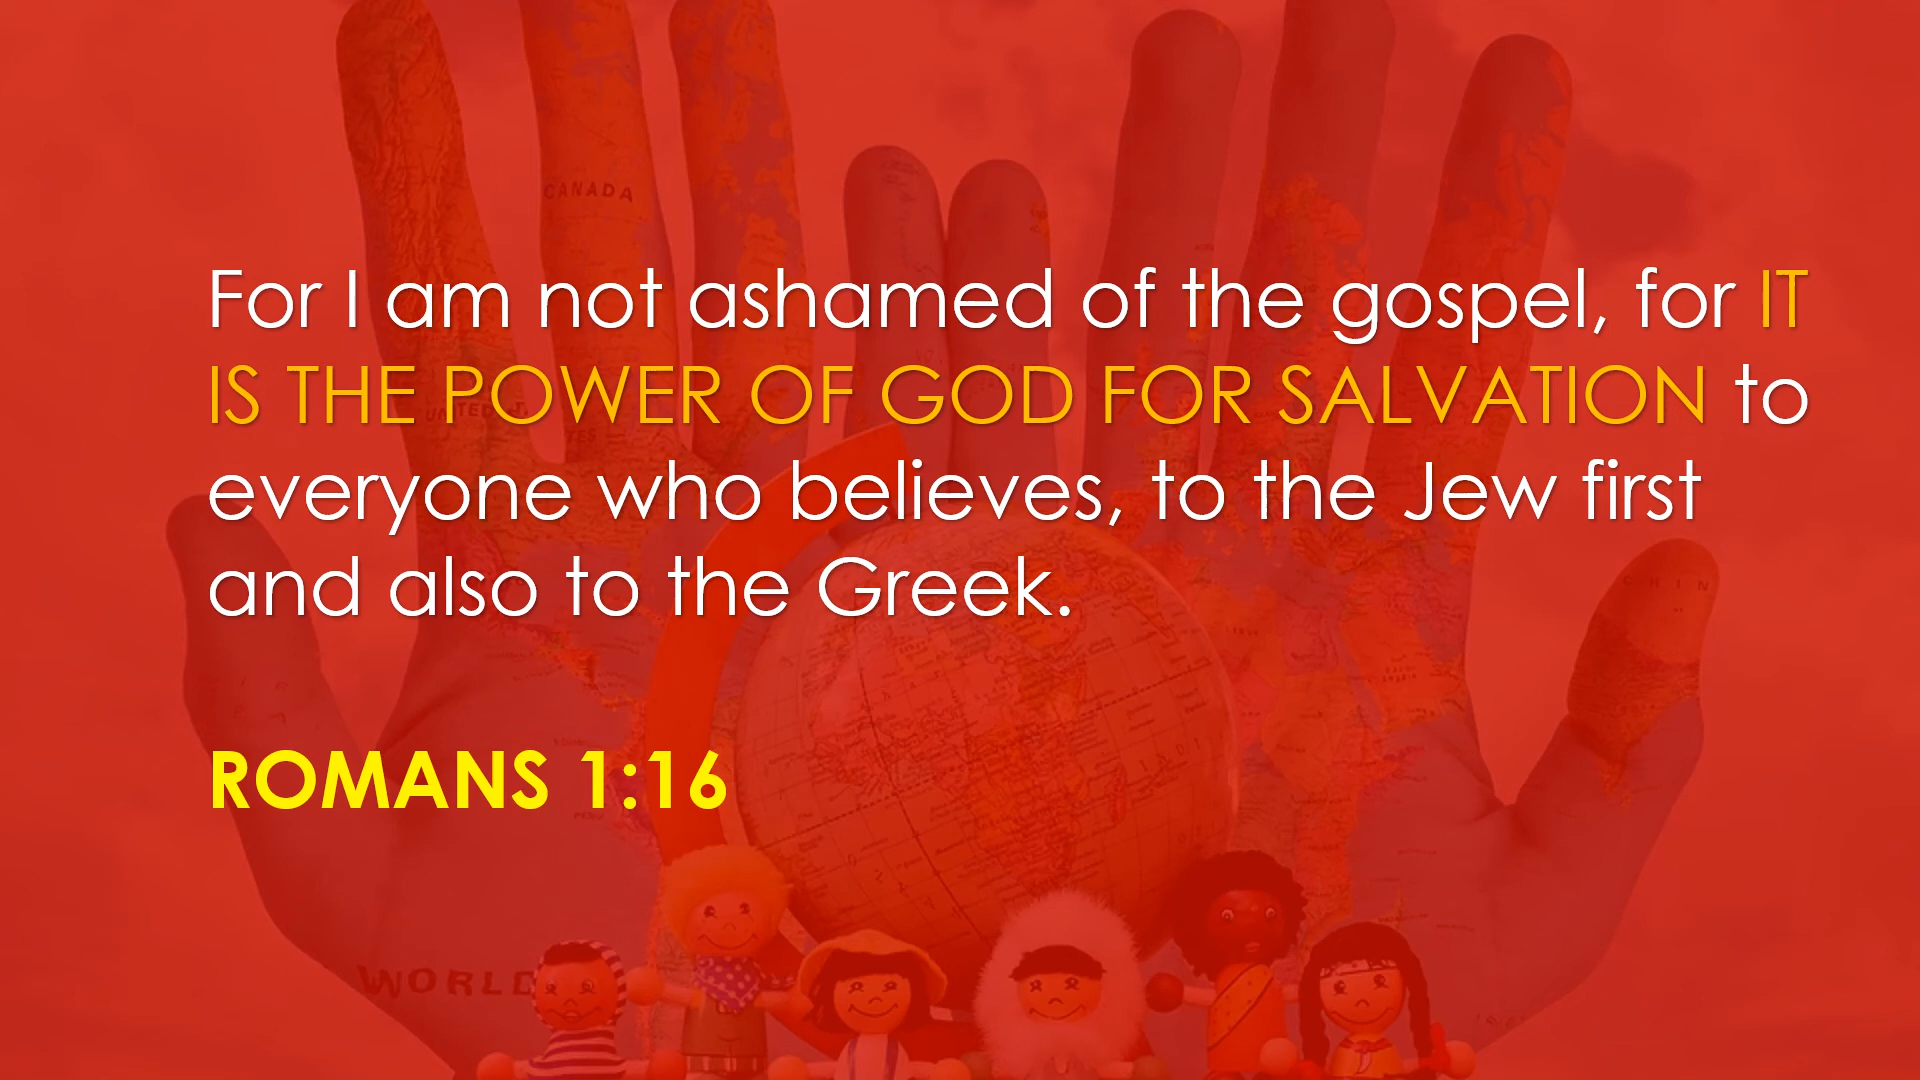 For I am not ashamed of the gospel, for IT
IS THE POWER OF GOD FOR SALVATION to
everyone who believes, to the Jew first
and also to the Greek.
ROMANS 1:16
CANADA
UNITED
WORLD